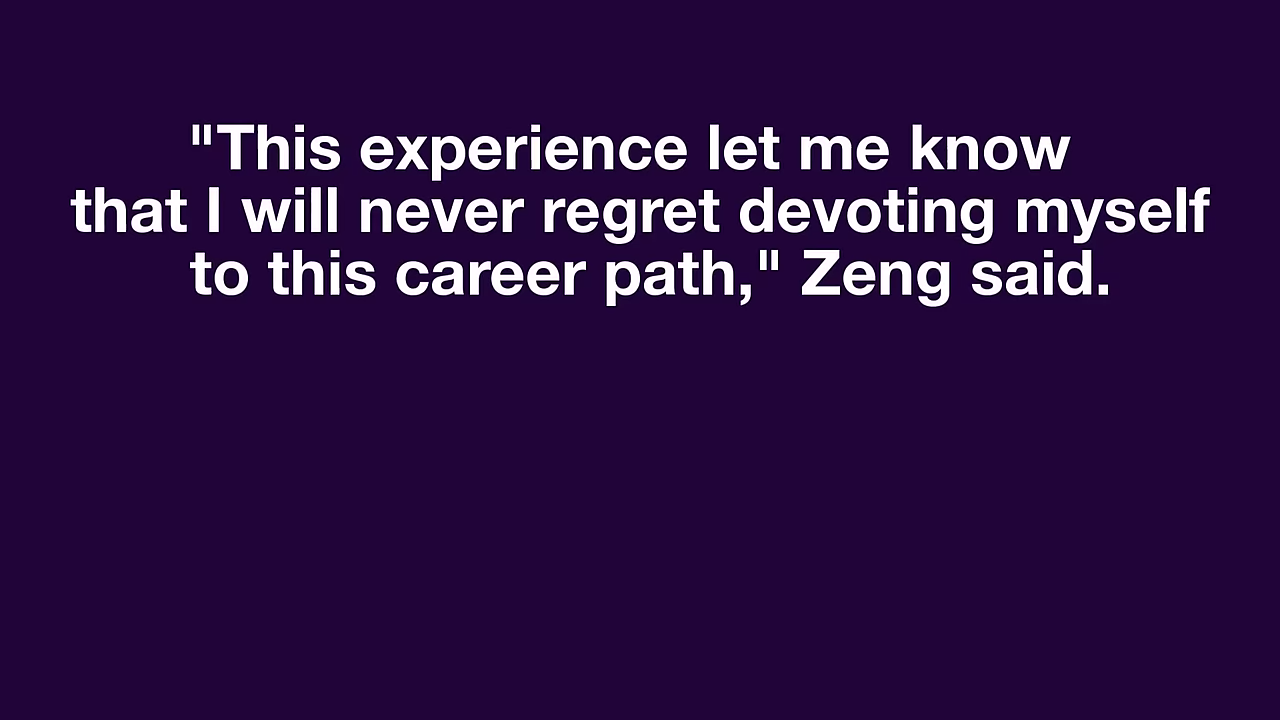 "This experience let me know
that I will never regret devoting myself
to this career path," Zeng said.